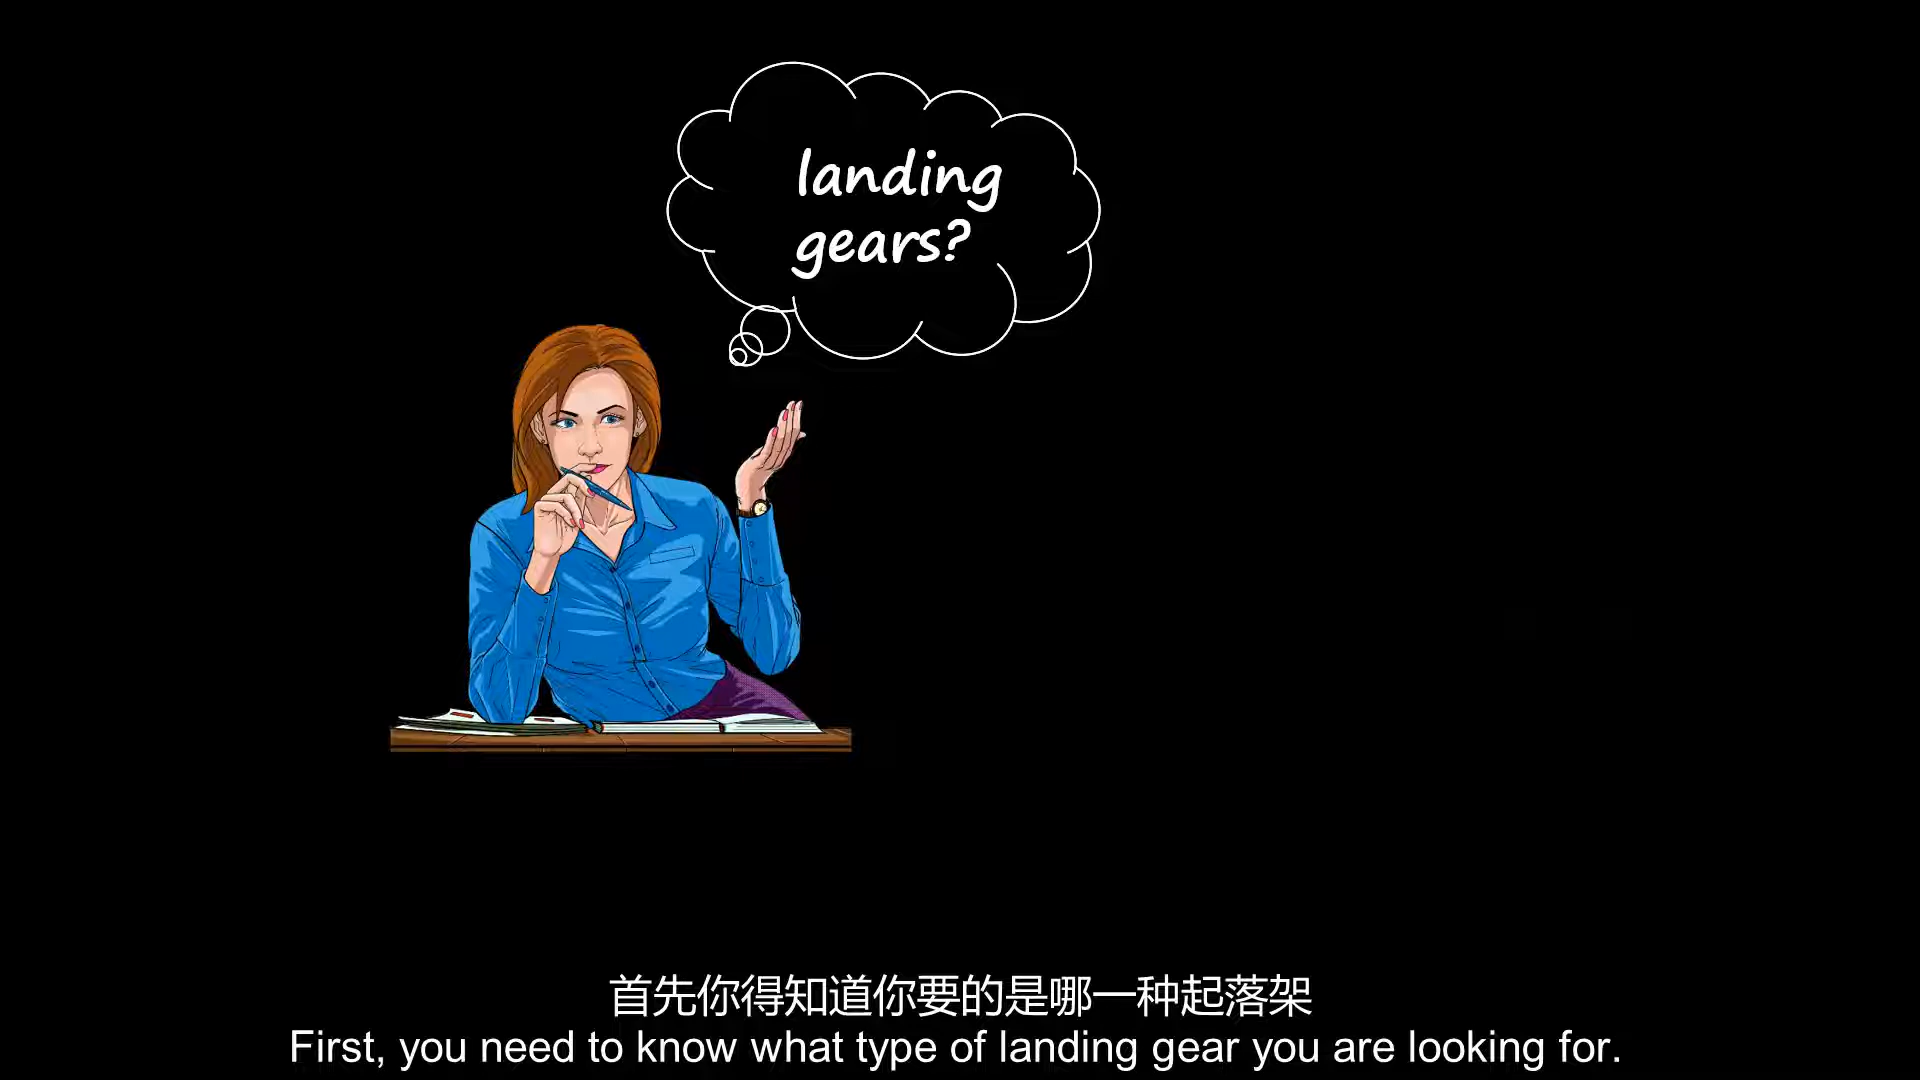 landing
gears?
首先你得知道你要的是哪一种起落架
First, you need to know what type of landing gear you are looking for.